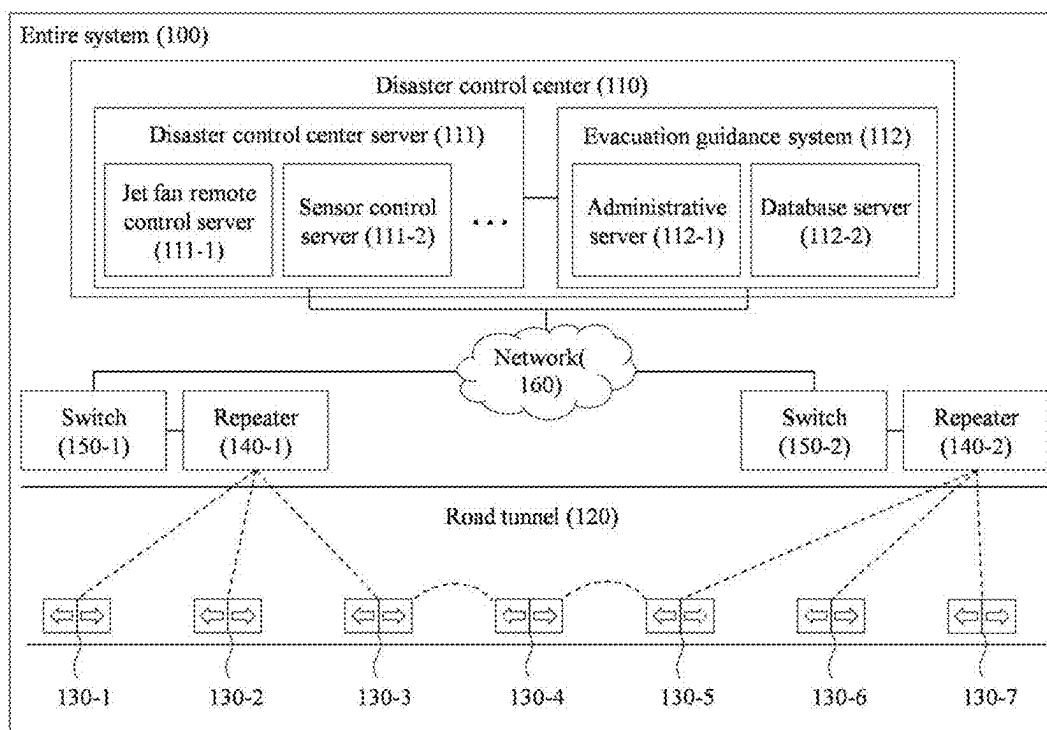 Entire system (100)
Disaster control center (110)
Disaster control center server (111)
Jet fan remote
control server
(111-1)
Sensor control
server (111-2)
...
Evacuation guidance system (112)
Administrative
server (112-1)
Database server
(112-2)
Network(
160)
Switch
(150-1)
Repeater
(140-1)
Switch
(150-2)
Repeater
(140-2)
Road tunnel (120)
130-1
130-2
130-3
130-4
130-5
130-6
130-7